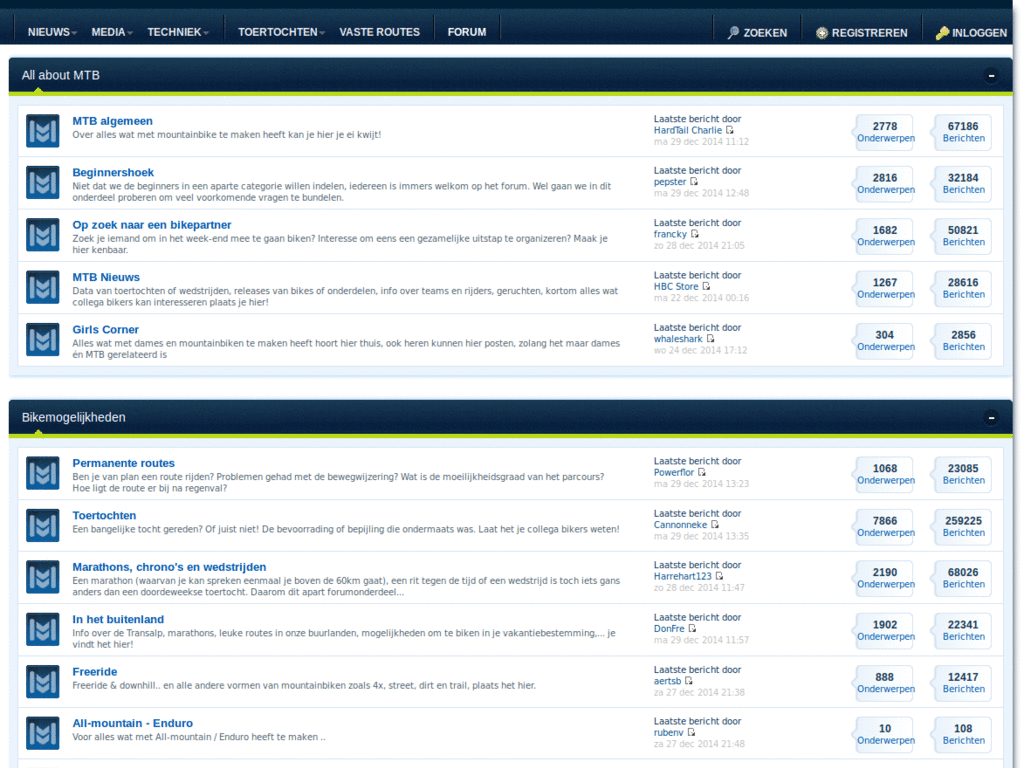 NIEUWS MEDIA TECHNIEK TOERTOCHTEN VASTE ROUTES FORUM ZOEKEN REGISTREREN INLOGGEN
All about MTB
MTB algemeen
Over alles wat met mountainbike te maken heeft kan je hier je ei kwijt!
Laatste bericht door
HardTail Charlie
ma 29 dec 2014 11:12
2778
Onderwerpen
67186
Berichten
Beginnershoek
Niet dat we de beginners in een aparte categorie willen indelen, iedereen is immers welkom op het forum. Wel gaan we in dit
onderdeel proberen om veel voorkomende vragen te bundelen.
Laatste bericht door
pepster
ma 29 dec 2014 12:48
2816
Onderwerpen
32184
Berichten
Op zoek naar een bikepartner
Zoek je iemand om in het week-end mee te gaan biken? Interesse om eens een gezamelijke uitstap te organizeren? Maak je
hier kenbaar.
Laatste bericht door
francky
zo 28 dec 2014 21:05
1682
Onderwerpen
50821
Berichten
MTB Nieuws
Data van toertochten of wedstrijden, releases van bikes of onderdelen, info over teams en rijders, geruchten, kortom alles wat
collega bikers kan interesseren plaats je hier!
Laatste bericht door
HBC Store
ma 22 dec 2014 00:16
1267
Onderwerpen
28616
Berichten
Girls Corner
Alles wat met dames en mountainbiken te maken heeft hoort hier thuis, ook heren kunnen hier posten, zolang het maar dames
én MTB gerelateerd is
Laatste bericht door
whaleshark
wo 24 dec 2014 17:12
304
Onderwerpen
2856
Berichten
Bikemogelijkheden
Permanente routes
Ben je van plan een route rijden? Problemen gehad met de bewegwijzering? Wat is de moeilijkheidsgraad van het parcours?
Hoe ligt de route er bij na regenval?
Laatste bericht door
Powerflor
ma 29 dec 2014 13:23
1068
Onderwerpen
23085
Berichten
Toertochten
Een bangelijke tocht gereden? Of juist niet! De bevoorrading of bepijling die ondermaats was. Laat het je collega bikers weten!
Laatste bericht door
Cannonneke
ma 29 dec 2014 13:35
7866
Onderwerpen
259225
Berichten
Marathons, chrono's en wedstrijden
Een marathon (waarvan je kan spreken eenmaal je boven de 60km gaat), een rit tegen de tijd of een wedstrijd is toch iets gans
anders dan een doordeweekse toertocht. Daarom dit apart forumonderdeel...
Laatste bericht door
Harrehart123
zo 28 dec 2014 11:47
2190
Onderwerpen
68026
Berichten
In het buitenland
Info over de Transalp, marathons, leuke routes in onze buurlanden, mogelijkheden om te biken in je vakantiebestemming,... je
vindt het hier!
Laatste bericht door
DonFre
ma 29 dec 2014 11:57
1902
Onderwerpen
22341
Berichten
Freeride
Freeride & downhill.. en alle andere vormen van mountainbiken zoals 4x, street, dirt en trail, plaats het hier.
Laatste bericht door
aertsb
za 27 dec 2014 21:38
888
Onderwerpen
12417
Berichten
All-mountain - Enduro
Voor alles wat met All-mountain / Enduro heeft te maken ..
Laatste bericht door
rubenv
za 27 dec 2014 21:48
10
Onderwerpen
108
Berichten